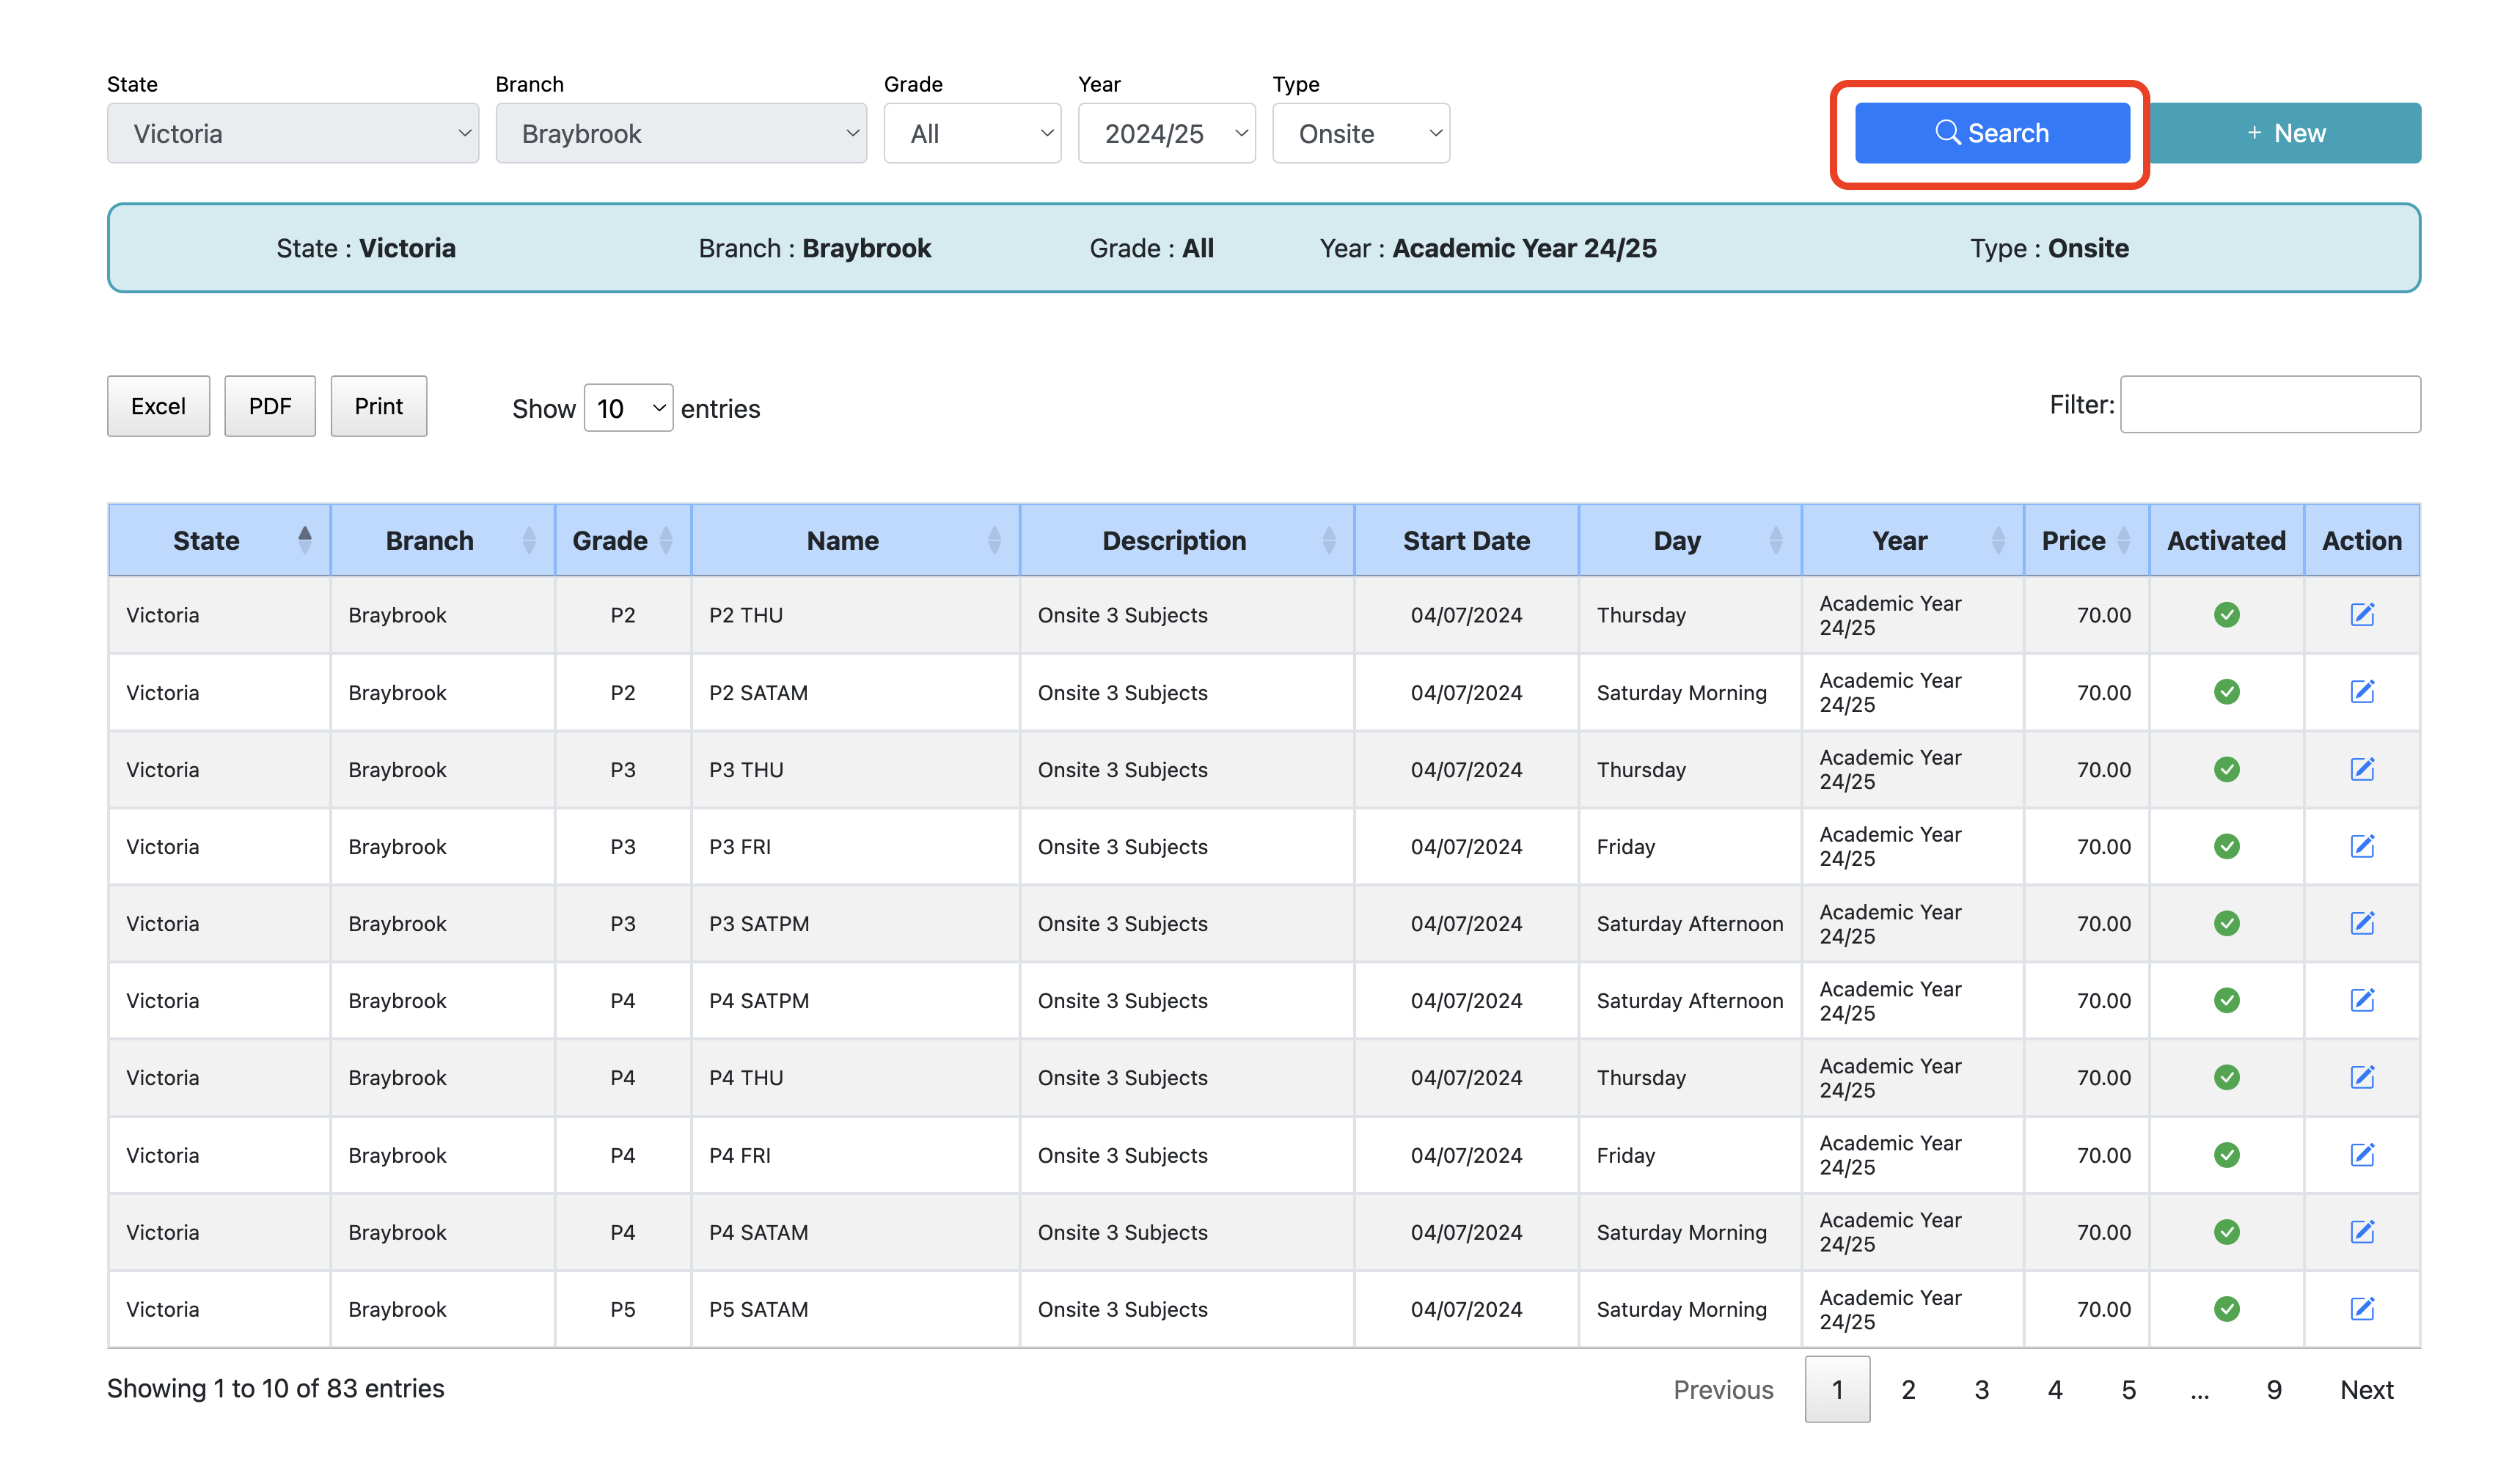 State Branch Grade Year Type
Victoria Braybrook All 2024/25 Onsite Search + New
State : Victoria Branch : Braybrook Grade : All Year : Academic Year 24/25 Type : Onsite
Excel PDF Print Show 10 entries Filter:
State Branch Grade Name Description Start Date Day Year Price Activated Action
Victoria Braybrook P2 P2 THU Onsite 3 Subjects 04/07/2024 Thursday Academic Year 24/25 70.00
Victoria Braybrook P2 P2 SATAM Onsite 3 Subjects 04/07/2024 Saturday Morning Academic Year 24/25 70.00
Victoria Braybrook P3 P3 THU Onsite 3 Subjects 04/07/2024 Thursday Academic Year 24/25 70.00
Victoria Braybrook P3 P3 FRI Onsite 3 Subjects 04/07/2024 Friday Academic Year 24/25 70.00
Victoria Braybrook P3 P3 SATPM Onsite 3 Subjects 04/07/2024 Saturday Afternoon Academic Year 24/25 70.00
Victoria Braybrook P4 P4 SATPM Onsite 3 Subjects 04/07/2024 Saturday Afternoon Academic Year 24/25 70.00
Victoria Braybrook P4 P4 THU Onsite 3 Subjects 04/07/2024 Thursday Academic Year 24/25 70.00
Victoria Braybrook P4 P4 FRI Onsite 3 Subjects 04/07/2024 Friday Academic Year 24/25 70.00
Victoria Braybrook P4 P4 SATAM Onsite 3 Subjects 04/07/2024 Saturday Morning Academic Year 24/25 70.00
Victoria Braybrook P5 P5 SATAM Onsite 3 Subjects 04/07/2024 Saturday Morning Academic Year 24/25 70.00
Showing 1 to 10 of 83 entries Previous 1 2 3 4 5 ... 9 Next